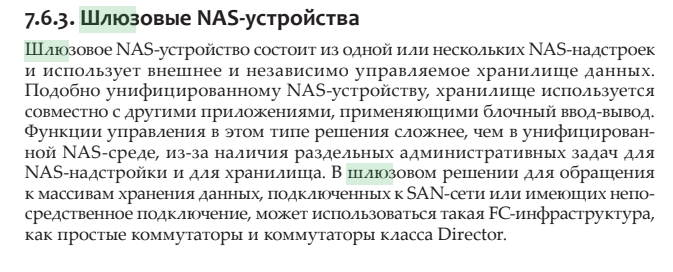 7.6.3. Шлюзовые NAS-устройства
Шлюзовое NAS-устройство состоит из одной или нескольких NAS-надстроек
и использует внешнее и независимо управляемое хранилище данных.
Подобно унифицированному NAS-устройству, хранилище используется
совместно с другими приложениями, применяющими блочный ввод-вывод.
Функции управления в этом типе решения сложнее, чем в унифицирован-
ной NAS-среде, из-за наличия раздельных административных задач для
NAS-надстройки и для хранилища. В шлюзовом решении для обращения
к массивам хранения данных, подключенных к SAN-сети или имеющих непо-
средственное подключение, может использоваться такая FC-инфраструктура,
как простые коммутаторы и коммутаторы класса Director.